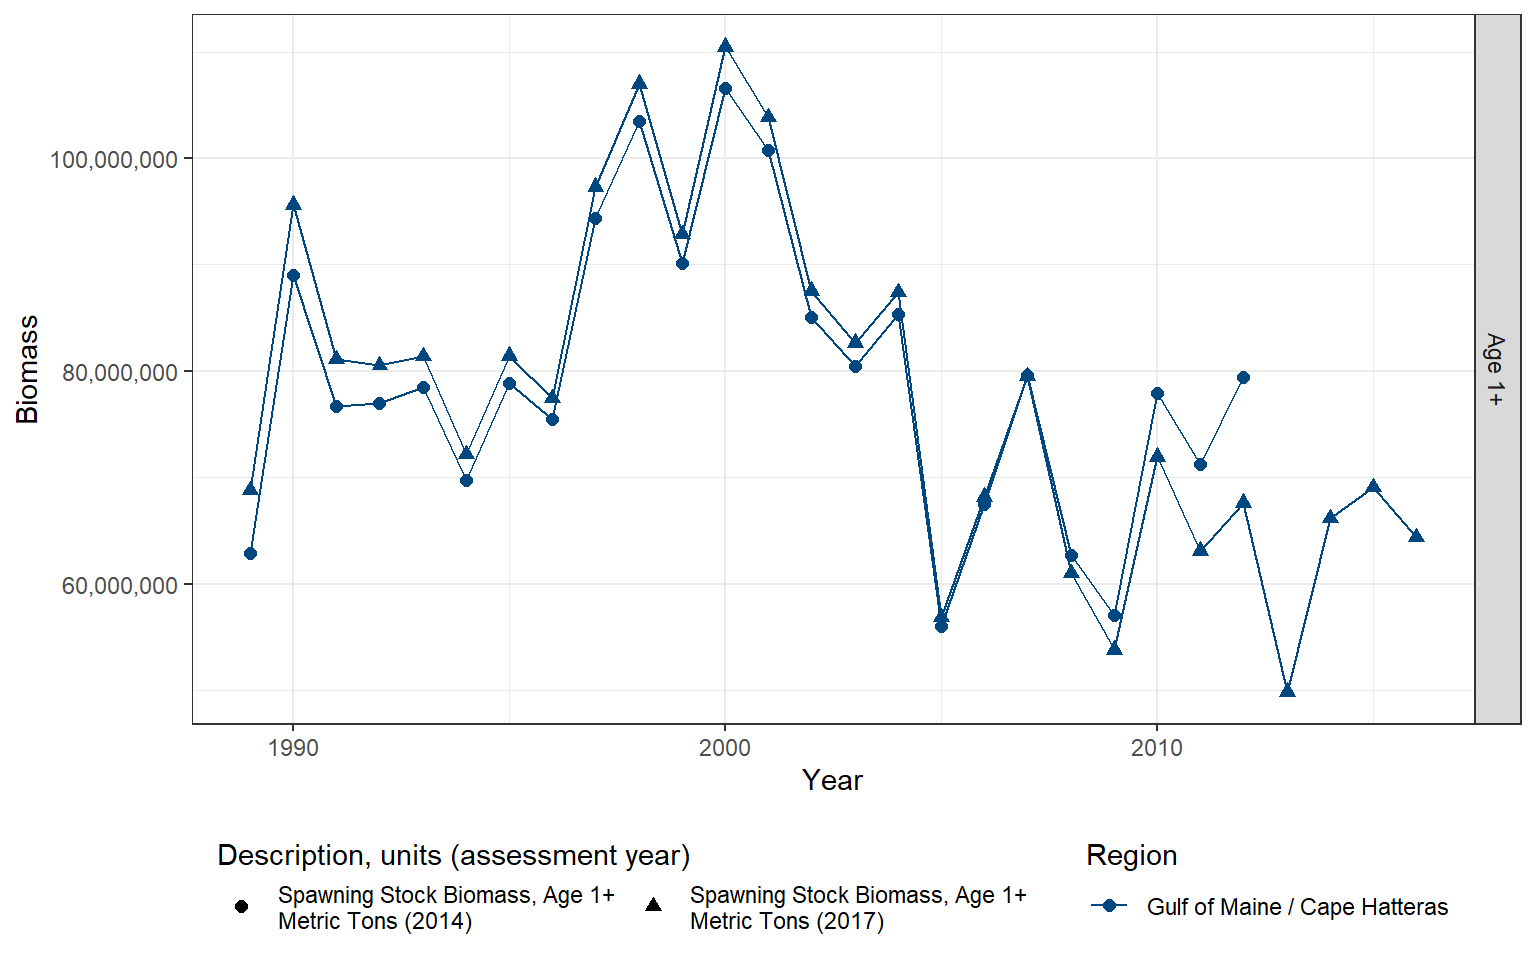 100,000,000
80,000,000
60,000,000
Biomass
Age 1+
1990 2000 2010
Year
Description, units (assessment year)
Spawning Stock Biomass, Age 1+
Metric Tons (2014)
Spawning Stock Biomass, Age 1+
Metric Tons (2017)
Region
Gulf of Maine / Cape Hatteras